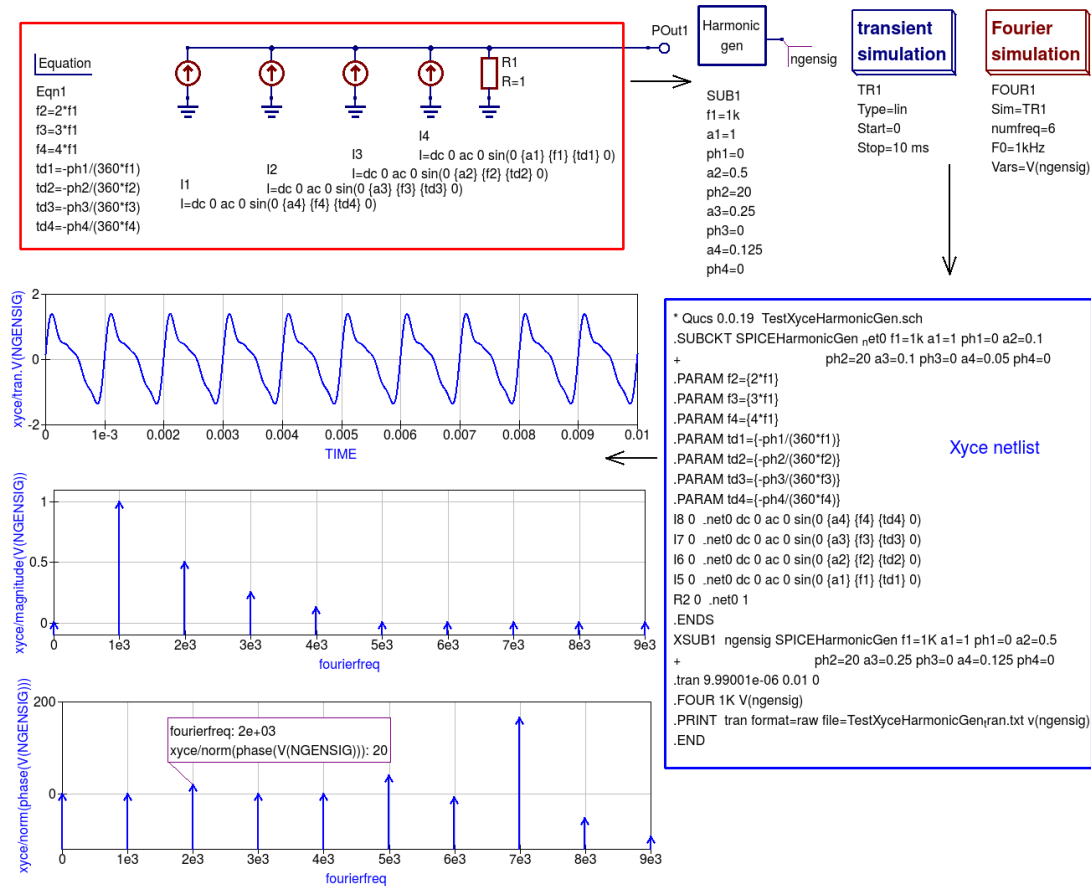 Equation
Eqn1
f2=2*f1
f3=3*f1
f4=4*f1
td1=-ph1/(360*f1)
td2=-ph2/(360*f2)
td3=-ph3/(360*f3)
td4=-ph4/(360*f4)
I1
I=dc 0 ac 0 sin(0 {a4} {f4} {td4} 0)
I2
I=dc 0 ac 0 sin(0 {a3} {f3} {td3} 0)
I3
I=dc 0 ac 0 sin(0 {a2} {f2} {td2} 0)
I4
I=dc 0 ac 0 sin(0 {a1} {f1} {td1} 0)
R1
R=1
POut1
Harmonic
gen
ngensig
SUB1
f1=1k
a1=1
ph1=0
a2=0.5
ph2=20
a3=0.25
ph3=0
a4=0.125
ph4=0
transient
simulation
TR1
Type=lin
Start=0
Stop=10 ms
Fourier
simulation
FOUR1
Sim=TR1
numfreq=6
F0=1kHz
Vars=V(ngensig)
xyce/tran.V(NGENSIG)
2
0
-2
0
1e-3
0.002
0.003
0.004
0.005
0.006
0.007
0.008
0.009
0.01
TIME
xyce/magnitude(V(NGENSIG))
1
0.5
0
0
1e3
2e3
3e3
4e3
5e3
6e3
7e3
8e3
9e3
fourierfreq
xyce/norm(phase(V(NGENSIG)))
200
0
fourierfreq: 2e+03
xyce/norm(phase(V(NGENSIG))): 20
0
1e3
2e3
3e3
4e3
5e3
6e3
7e3
8e3
9e3
fourierfreq
* Qucs 0.0.19 TestXyceHarmonicGen.sch
.SUBCKT SPICEHarmonicGen _net0 f1=1k a1=1 ph1=0 a2=0.1
+ ph2=20 a3=0.1 ph3=0 a4=0.05 ph4=0
.PARAM f2={2*f1}
.PARAM f3={3*f1}
.PARAM f4={4*f1}
.PARAM td1={-ph1/(360*f1)}
.PARAM td2={-ph2/(360*f2)}
.PARAM td3={-ph3/(360*f3)}
.PARAM td4={-ph4/(360*f4)}
I8 0 _net0 dc 0 ac 0 sin(0 {a4} {f4} {td4} 0)
I7 0 _net0 dc 0 ac 0 sin(0 {a3} {f3} {td3} 0)
I6 0 _net0 dc 0 ac 0 sin(0 {a2} {f2} {td2} 0)
I5 0 _net0 dc 0 ac 0 sin(0 {a1} {f1} {td1} 0)
R2 0 _net0 1
.ENDS
XSUB1 ngensig SPICEHarmonicGen f1=1K a1=1 ph1=0 a2=0.5
+ ph2=20 a3=0.25 ph3=0 a4=0.125 ph4=0
.tran 9.99001e-06 0.01 0
.FOUR 1K V(ngensig)
.PRINT tran format=raw file=TestXyceHarmonicGen_tran.txt v(ngensig)
.END
Xyce netlist